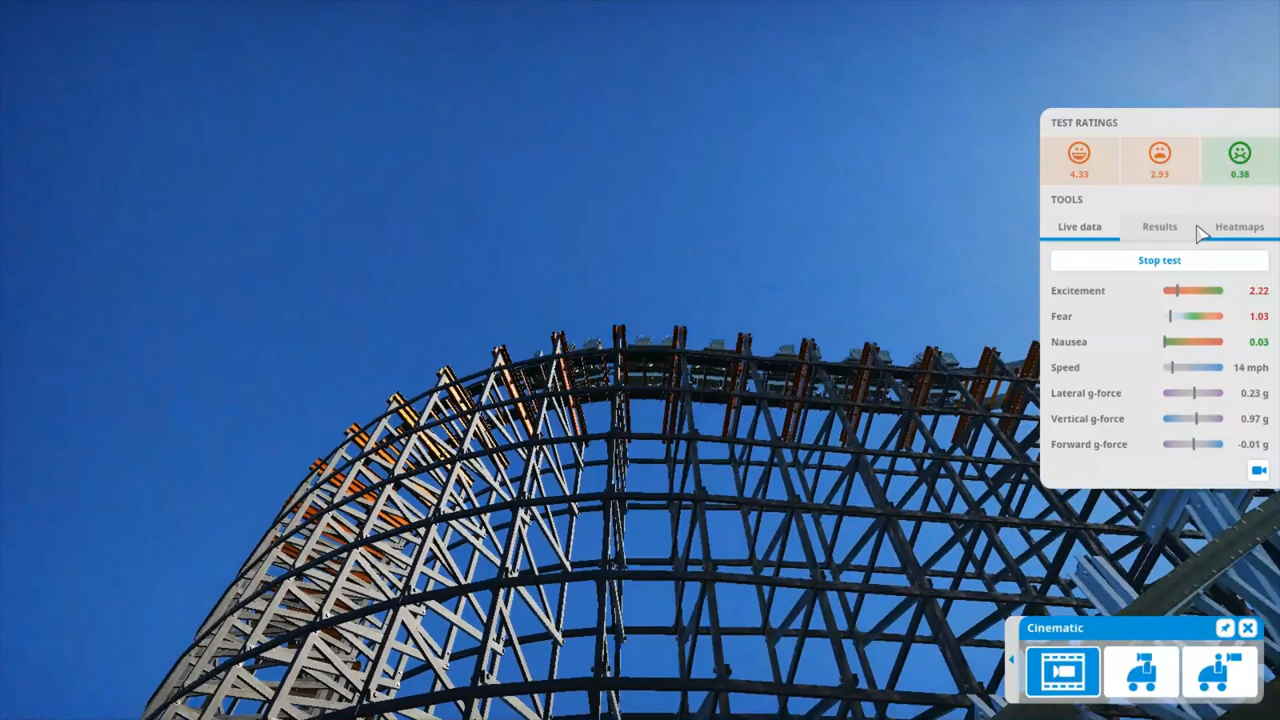 TEST RATINGS
4.33 2.93 0.38
TOOLS
Live data Results Heatmaps
Stop test
Excitement 2.22
Fear 1.03
Nausea 0.03
Speed 14 mph
Lateral g-force 0.23 g
Vertical g-force 0.97 g
Forward g-force -0.01 g
Cinematic